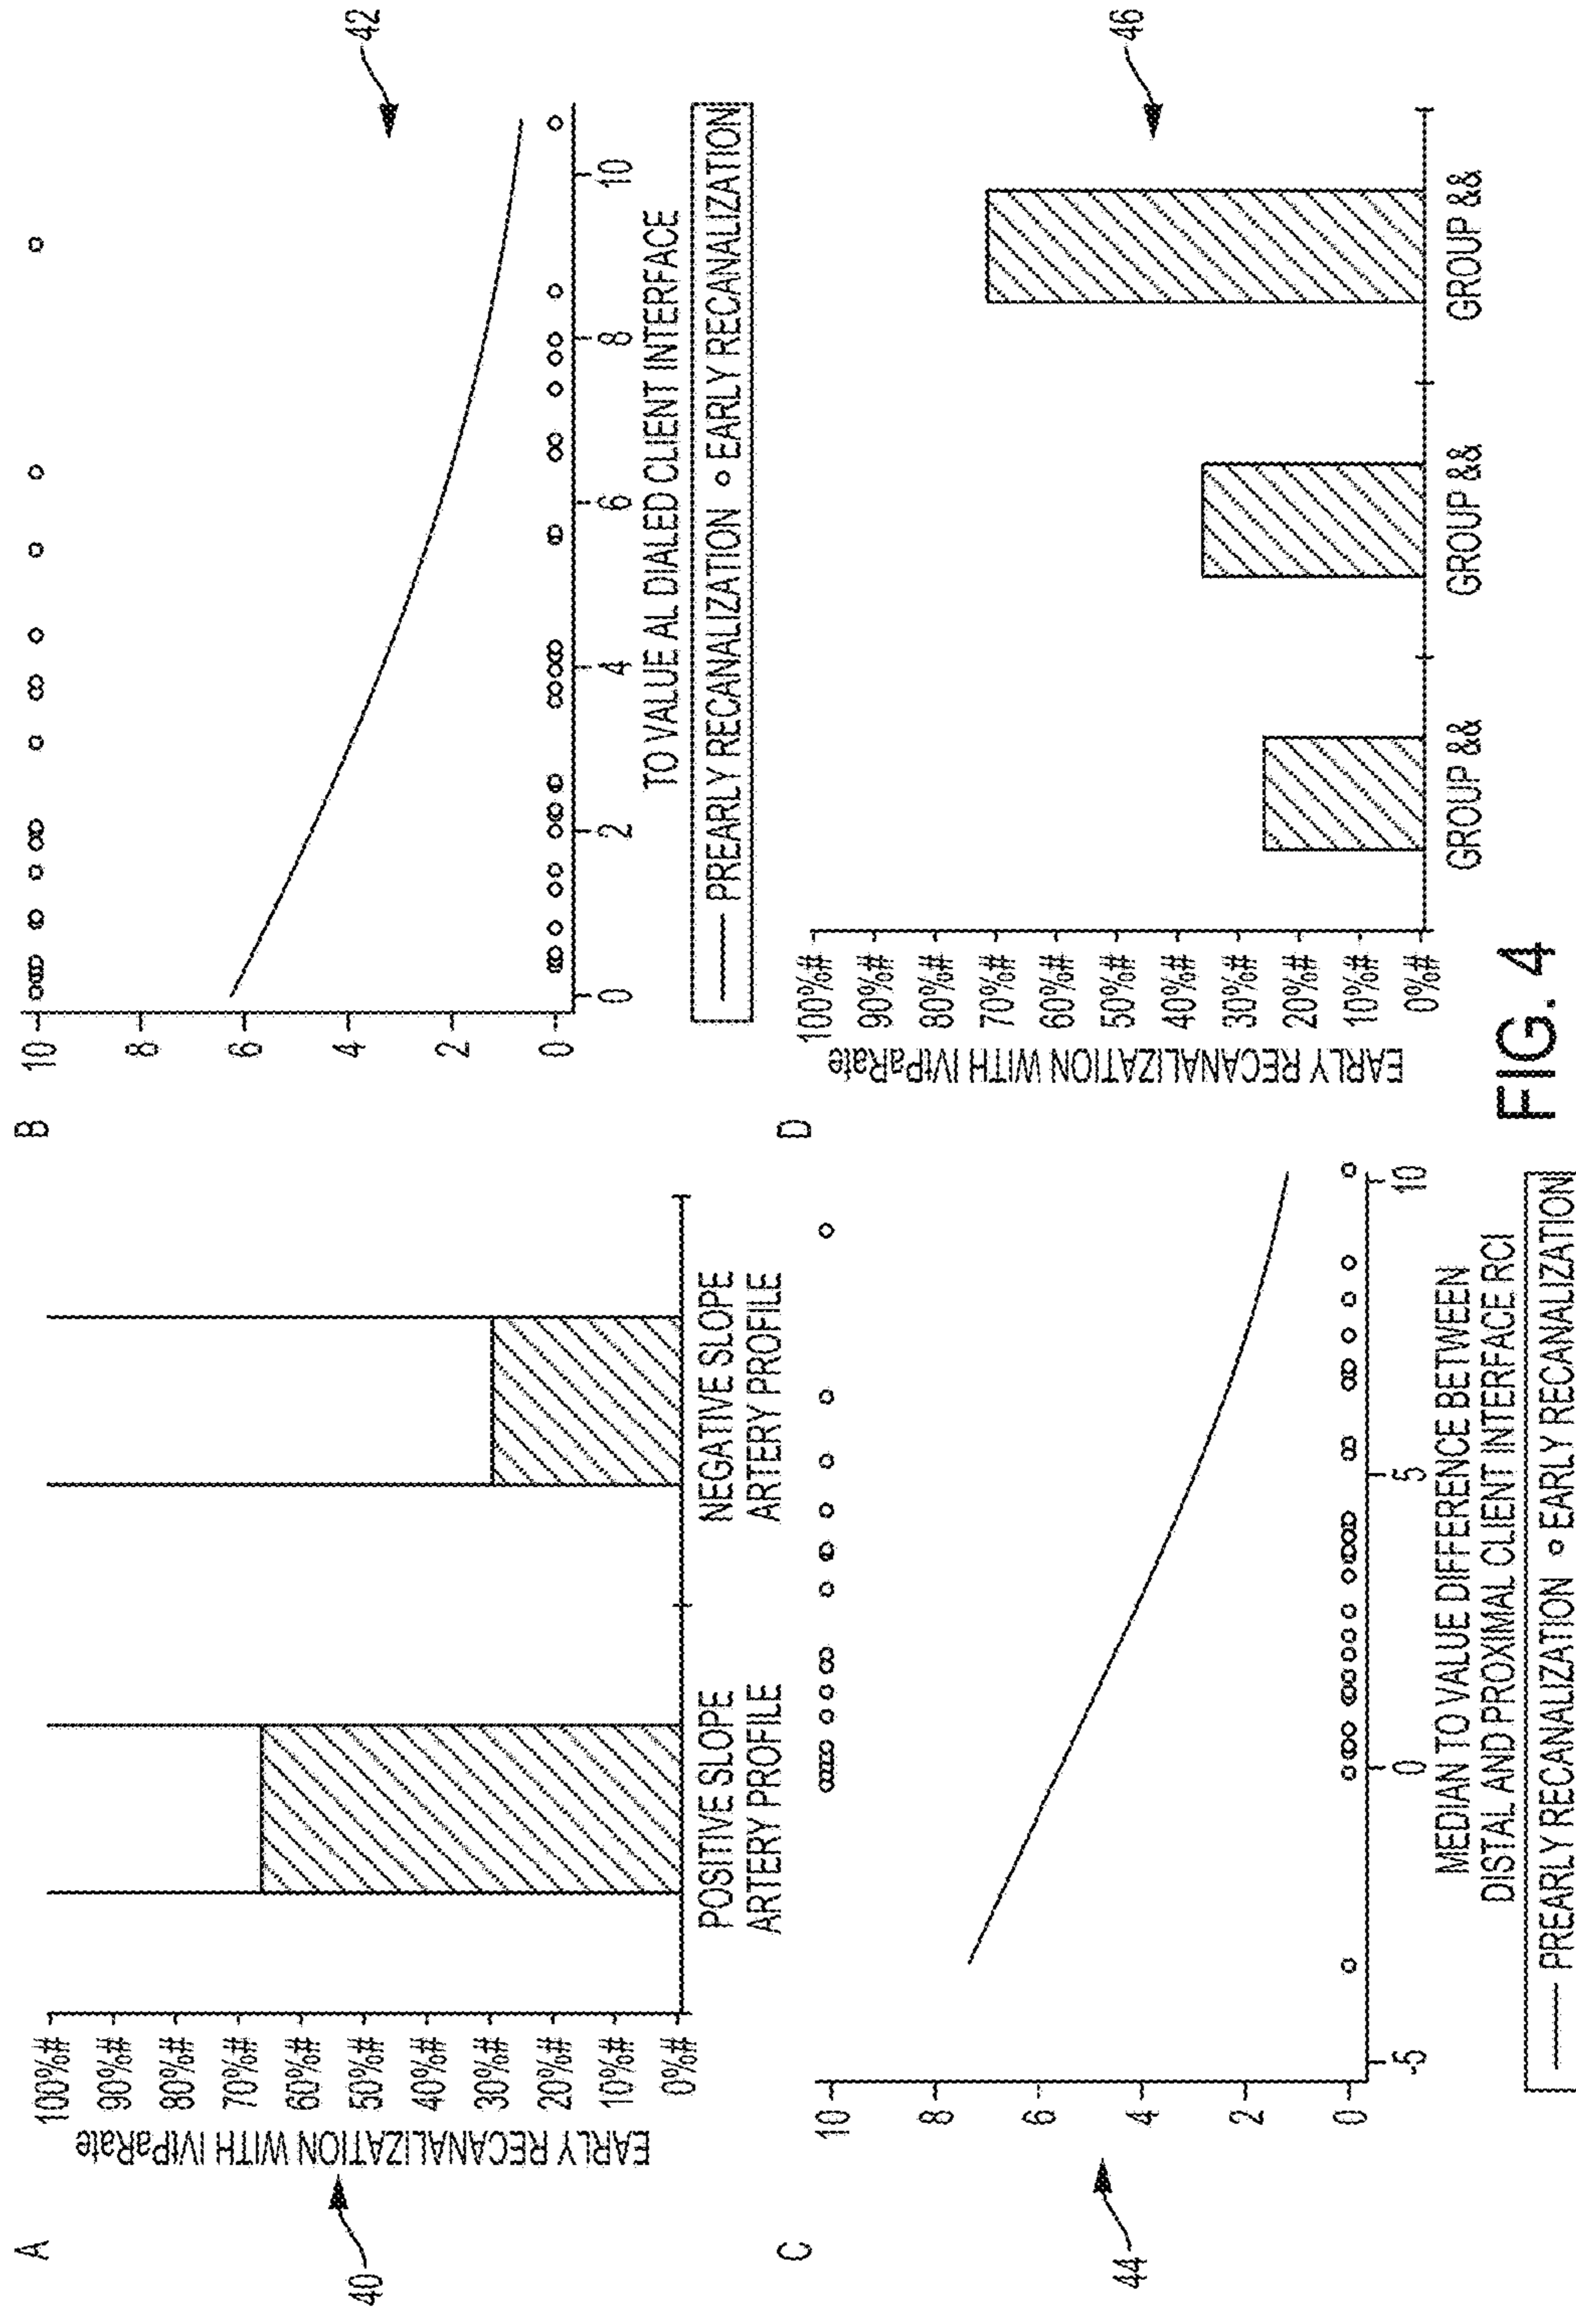 A
40
EARLY RECANALIZATION WITH IVtPaRate
100%#
90%#
80%#
70%#
60%#
50%#
40%#
30%#
20%#
10%#
0%#
POSITIVE SLOPE
ARTERY PROFILE
NEGATIVE SLOPE
ARTERY PROFILE
B
42
10
8
6
4
2
0
0 2 4 6 8 10
TO VALUE AL DIALED CLIENT INTERFACE
PREARLY RECANALIZATION EARLY RECANALIZATION
C
44
10
8
6
4
2
0
-5 0 5 10
MEDIAN TO VALUE DIFFERENCE BETWEEN
DISTAL AND PROXIMAL CLIENT INTERFACE RCI
PREARLY RECANALIZATION EARLY RECANALIZATION
D
46
EARLY RECANALIZATION WITH IVtPaRate
100%#
90%#
80%#
70%#
60%#
50%#
40%#
30%#
20%#
10%#
0%#
GROUP && GROUP && GROUP &&
FIG. 4